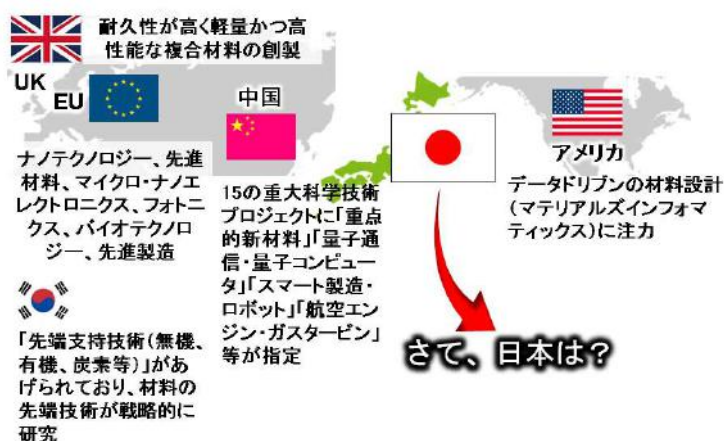 耐久性が高く軽量かつ高
性能な複合材料の創製
UK
EU
ナノテクノロジー、先進
材料、マイクロ・ナノエ
レクトロニクス、フォトニ
クス、バイオテクノロ
ジー、先進製造
「先端支持技術(無機、
有機、炭素等)」があ
げられており、材料の
先端技術が戦略的に
研究
中国
15の重大科学技術
プロジェクトに「重点
的新材料」「量子通
信・量子コンピュー
タ」「スマート製造・
ロボット」「航空エン
ジン・ガスタービン」
等が指定
さて、日本は？
アメリカ
データドリブンの材料設計
(マテリアルズインフォマ
ティックス)に注力